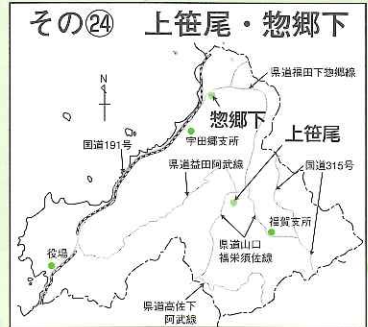 その㉔ 上笹尾・惣郷下
県道福田下惣郷線
N
惣郷下
宇田郷支所
上笹尾
国道191号
県道益田阿武線
国道315号
福賀支所
役場
県道山口
福栄須佐線
県道高佐下
阿武線